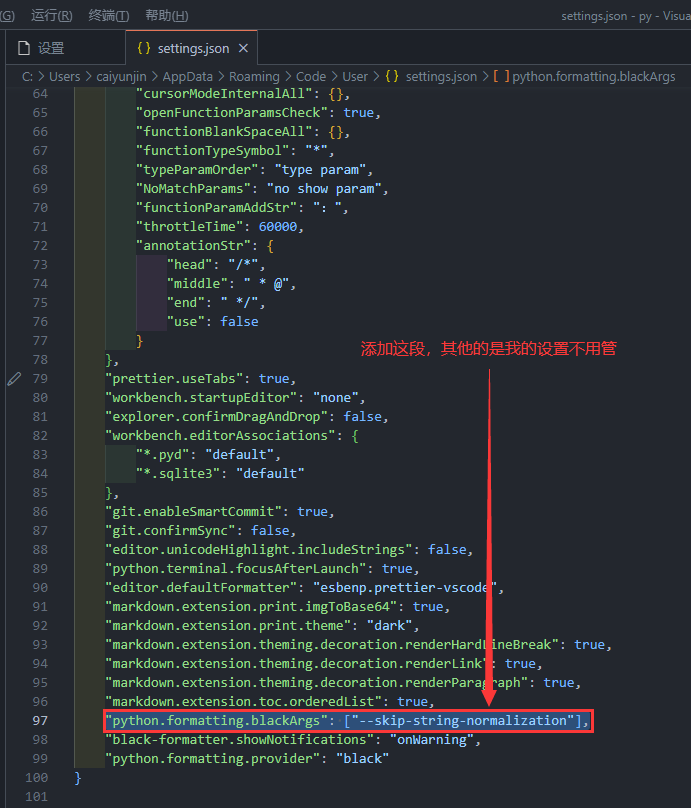 (G) 运行(R) 终端(T) 帮助(H) settings.json - py - Visua
设置 {} settings.json ×
C: > Users > caiyunjin > AppData > Roaming > Code > User > {} settings.json > [ ] python.formatting.blackArgs
64 "cursorModeInternalAll": {},
65 "openFunctionParamsCheck": true,
66 "functionBlankSpaceAll": {},
67 "functionTypeSymbol": "*",
68 "typeParamOrder": "type param",
69 "NoMatchParams": "no show param",
70 "functionParamAddStr": "：",
71 "throttleTime": 60000,
72 "annotationStr": {
73 "head": "/*",
74 "middle": " * @",
75 "end": " */",
76 "use": false
77 }
添加这段，其他的是我的设置不用管
78 },
79 "prettier.useTabs": true,
80 "workbench.startupEditor": "none",
81 "explorer.confirmDragAndDrop": false,
82 "workbench.editorAssociations": {
83 "*.pyd": "default",
84 "*.sqlite3": "default"
85 },
86 "git.enableSmartCommit": true,
87 "git.confirmSync": false,
88 "editor.unicodeHighlight.includeStrings": false,
89 "python.terminal.focusAfterLaunch": true,
90 "editor.defaultFormatter": "esbenp.prettier-vscode",
91 "markdown.extension.print.imgToBase64": true,
92 "markdown.extension.print.theme": "dark",
93 "markdown.extension.theming.decoration.renderHardLineBreak": true,
94 "markdown.extension.theming.decoration.renderLink": true,
95 "markdown.extension.theming.decoration.renderParagraph": true,
96 "markdown.extension.toc.orderedList": true,
97 "python.formatting.blackArgs": ["--skip-string-normalization"],
98 "black-formatter.showNotifications": "onWarning",
99 "python.formatting.provider": "black"
100 }
101